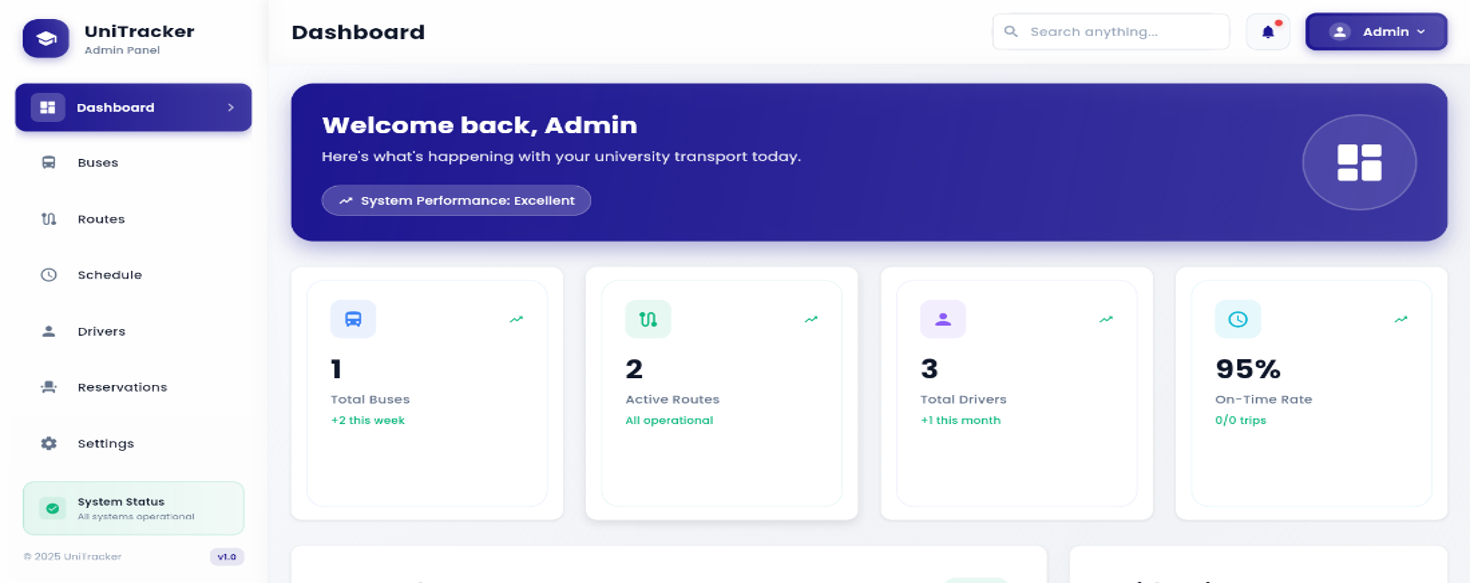 UniTracker
Admin Panel
Dashboard
Buses
Routes
Schedule
Drivers
Reservations
Settings
System Status
All systems operational
© 2025 UniTracker
v1.0
Dashboard
Search anything...
Admin
Welcome back, Admin
Here's what's happening with your university transport today.
System Performance: Excellent
1
Total Buses
+2 this week
2
Active Routes
All operational
3
Total Drivers
+1 this month
95%
On-Time Rate
0/0 trips